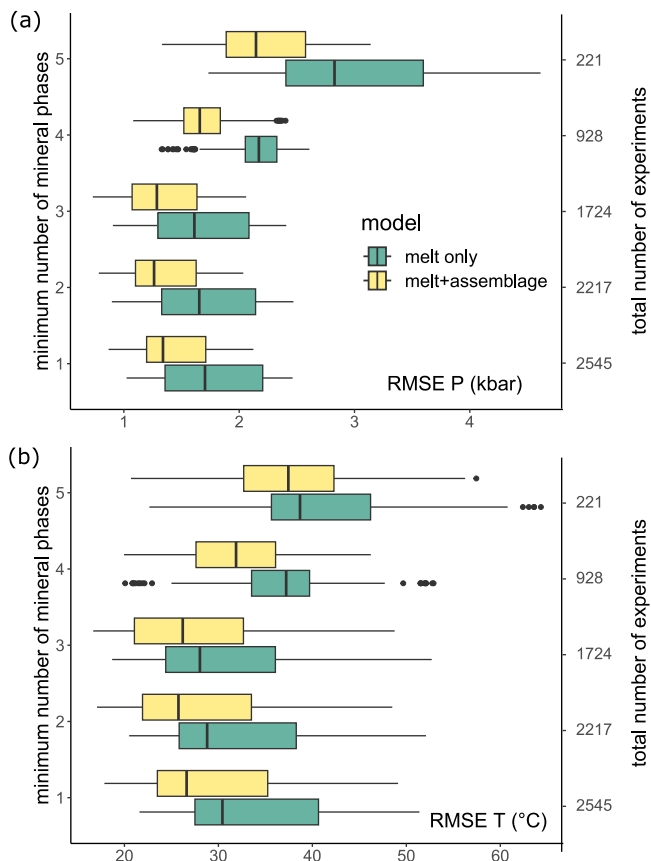 (a)
minimum number of mineral phases
5
4
3
2
1
221
928
1724
2217
2545
total number of experiments
model
melt only
melt+assemblage
RMSE P (kbar)
1
2
3
4
(b)
minimum number of mineral phases
5
4
3
2
1
221
928
1724
2217
2545
total number of experiments
RMSE T (°C)
20
30
40
50
60